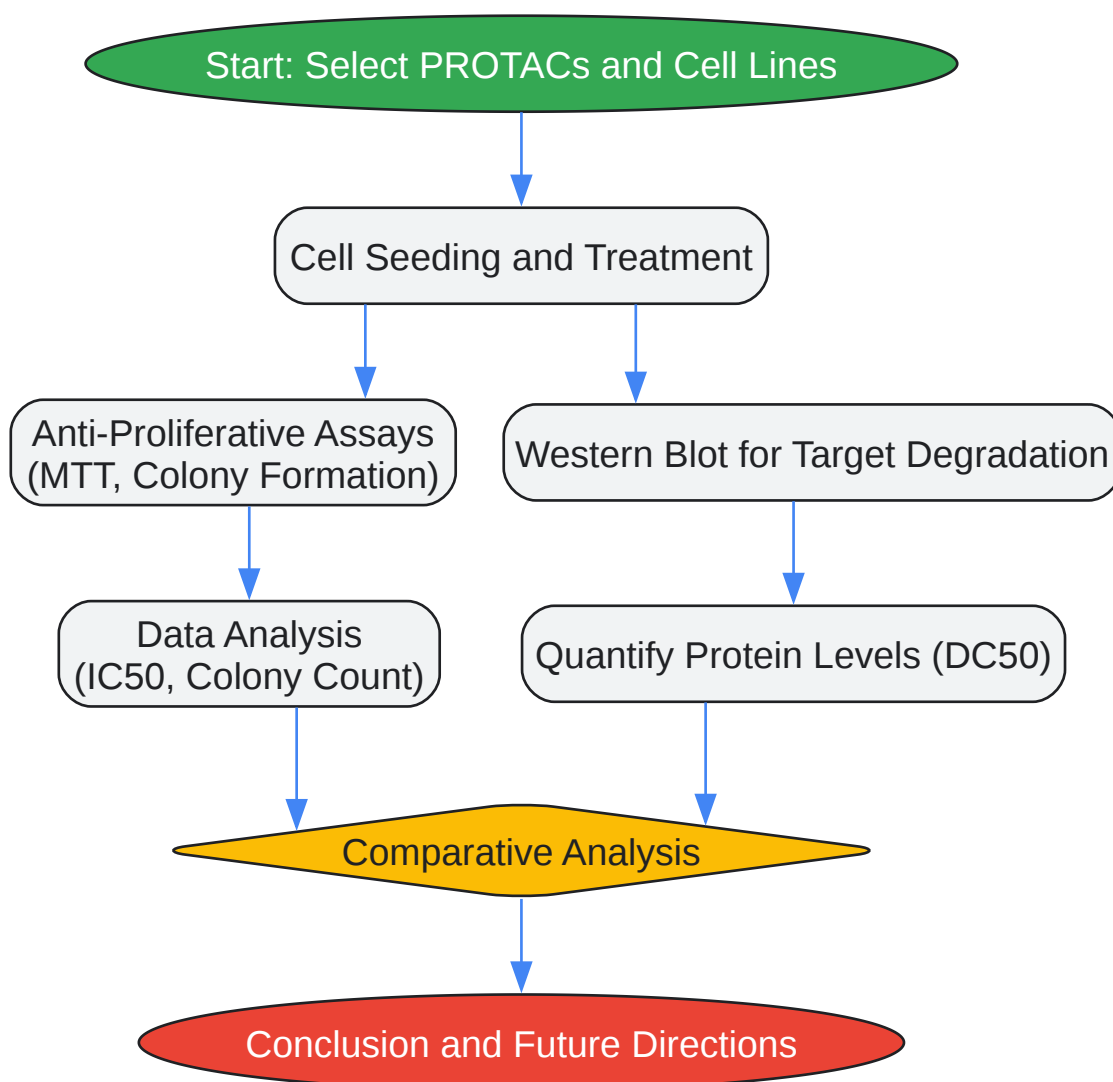 Start: Select PROTACs and Cell Lines
Cell Seeding and Treatment
Anti-Proliferative Assays
(MTT, Colony Formation)
Western Blot for Target Degradation
Data Analysis
(IC50, Colony Count)
Quantify Protein Levels (DC50)
Comparative Analysis
Conclusion and Future Directions